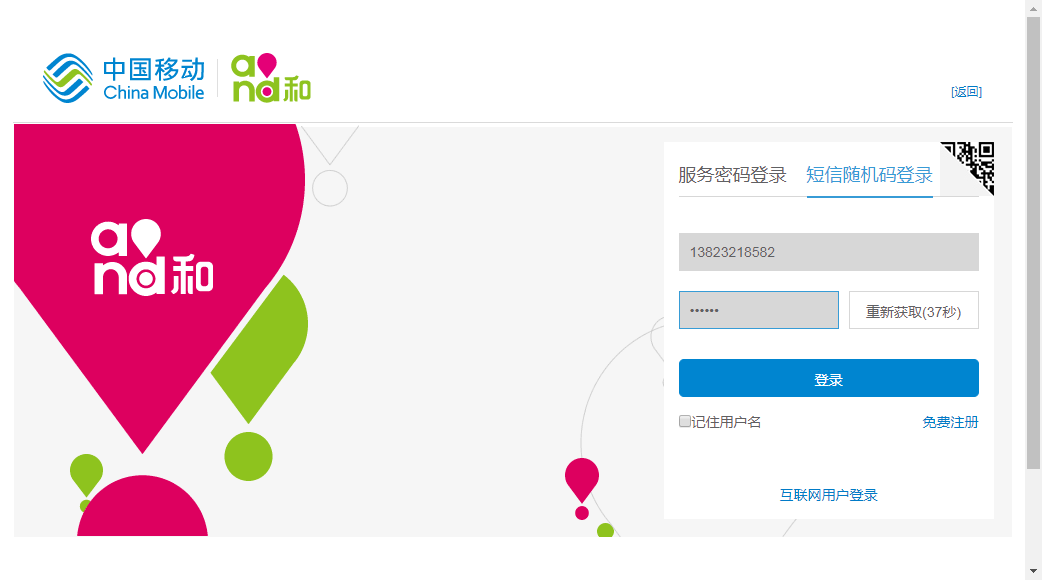 中国移动
China Mobile
and和
[返回]
and和
服务密码登录 短信随机码登录
13823218582
•••••• 重新获取(37秒)
登录
记住用户名 免费注册
互联网用户登录